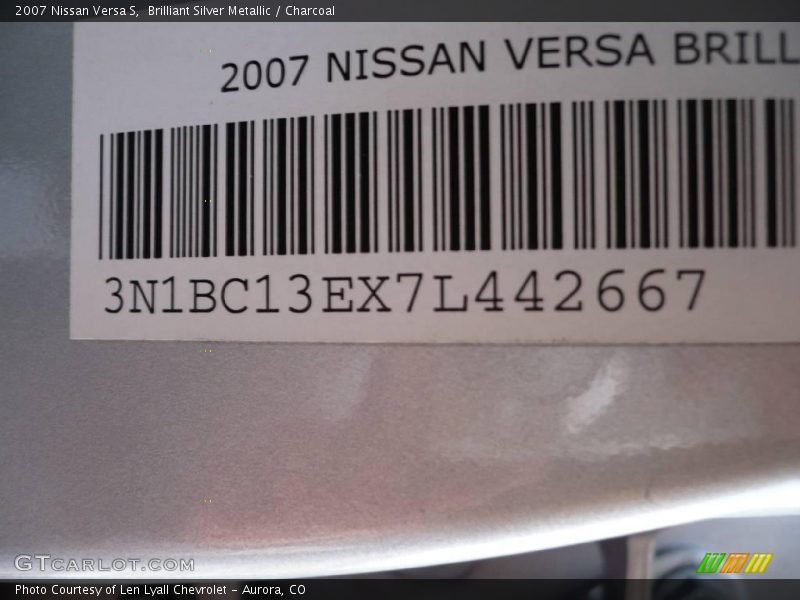 2007 Nissan Versa S, Brilliant Silver Metallic / Charcoal
2007 NISSAN VERSA BRILL
3N1BC13EX7L442667
GTCARLOT.COM
Photo Courtesy of Len Lyall Chevrolet - Aurora, CO